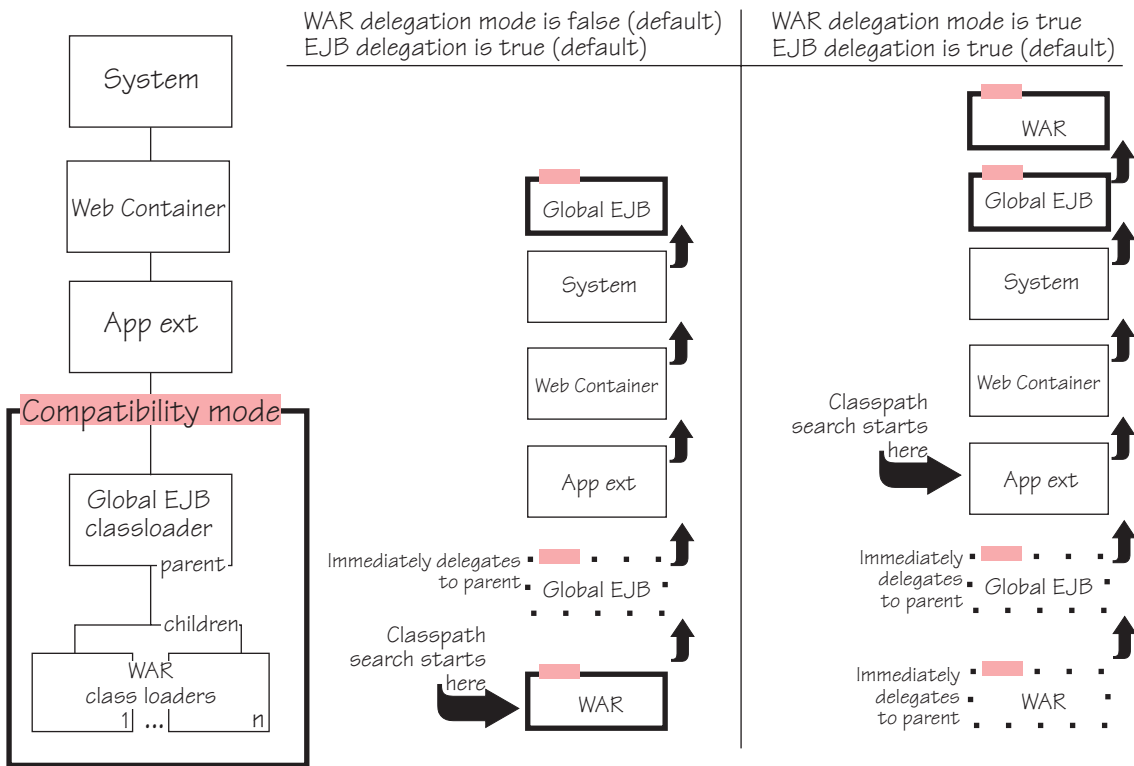 System
Web Container
App ext
Compatibility mode
Global EJB
classloader
parent
children
WAR
class loaders
1 ... n
WAR delegation mode is false (default)
EJB delegation is true (default)
Global EJB
System
Web Container
App ext
Immediately delegates
to parent
Global EJB
Classpath
search starts
here
WAR
WAR delegation mode is true
EJB delegation is true (default)
WAR
Global EJB
System
Web Container
Classpath
search starts
here
App ext
Immediately
delegates
to parent
Global EJB
Immediately
delegates
to parent
WAR